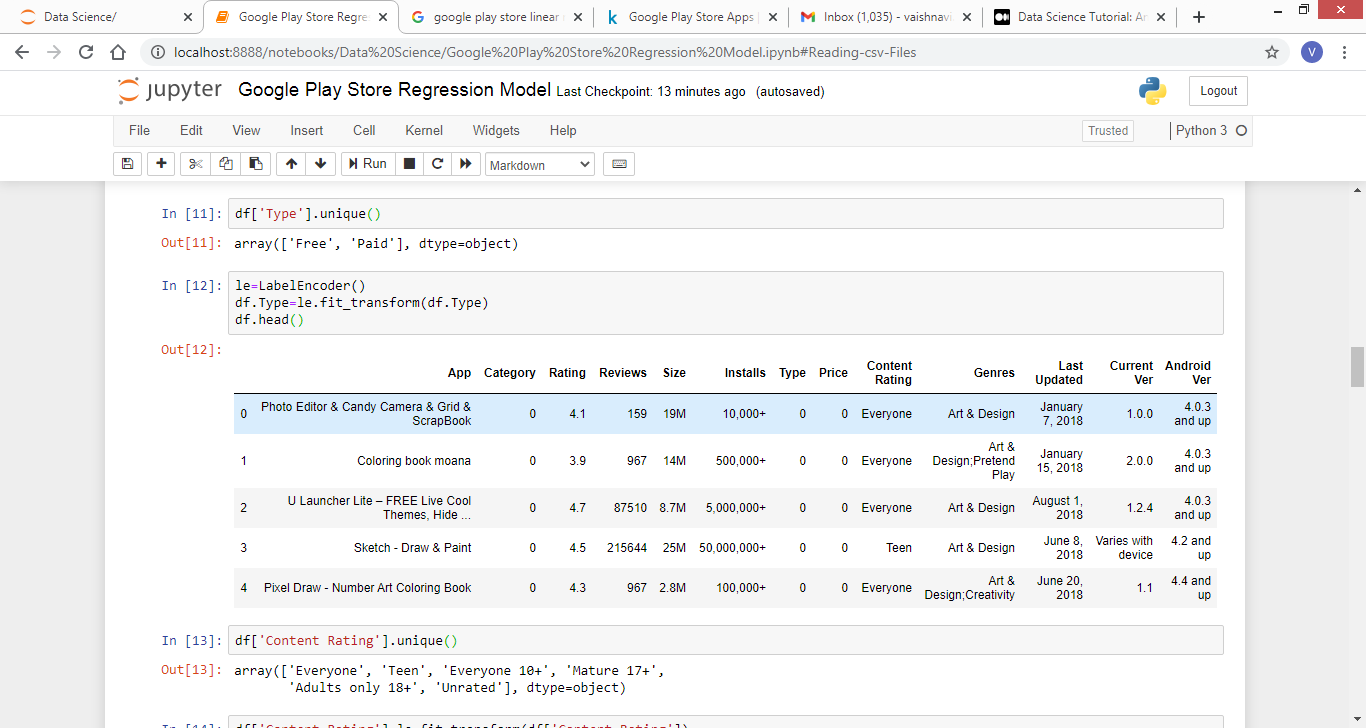 Data Science/
Google Play Store Regre
google play store linear
Google Play Store Apps
Inbox (1,035) - vaishnav
Data Science Tutorial: Ar
localhost:8888/notebooks/Data%20Science/Google%20Play%20Store%20Regression%20Model.ipynb#Reading-csv-Files
V
jupyter Google Play Store Regression Model Last Checkpoint: 13 minutes ago (autosaved)
Logout
File Edit View Insert Cell Kernel Widgets Help
Trusted
Python 3
Run
Markdown
In [11]: df['Type'].unique()
Out[11]: array(['Free', 'Paid'], dtype=object)
In [12]: le=LabelEncoder()
df.Type=le.fit_transform(df.Type)
df.head()
Out[12]:
App Category Rating Reviews Size Installs Type Price Content Rating Genres Last Updated Current Ver Android Ver
0 Photo Editor & Candy Camera & Grid & ScrapBook 0 4.1 159 19M 10,000+ 0 0 Everyone Art & Design January 7, 2018 1.0.0 4.0.3 and up
1 Coloring book moana 0 3.9 967 14M 500,000+ 0 0 Everyone Art & Design;Pretend Play January 15, 2018 2.0.0 4.0.3 and up
2 U Launcher Lite – FREE Live Cool Themes, Hide ... 0 4.7 87510 8.7M 5,000,000+ 0 0 Everyone Art & Design August 1, 2018 1.2.4 4.0.3 and up
3 Sketch - Draw & Paint 0 4.5 215644 25M 50,000,000+ 0 0 Teen Art & Design June 8, 2018 Varies with device 4.2 and up
4 Pixel Draw - Number Art Coloring Book 0 4.3 967 2.8M 100,000+ 0 0 Everyone Art & Design;Creativity June 20, 2018 1.1 4.4 and up
In [13]: df['Content Rating'].unique()
Out[13]: array(['Everyone', 'Teen', 'Everyone 10+', 'Mature 17+',
'Adults only 18+', 'Unrated'], dtype=object)